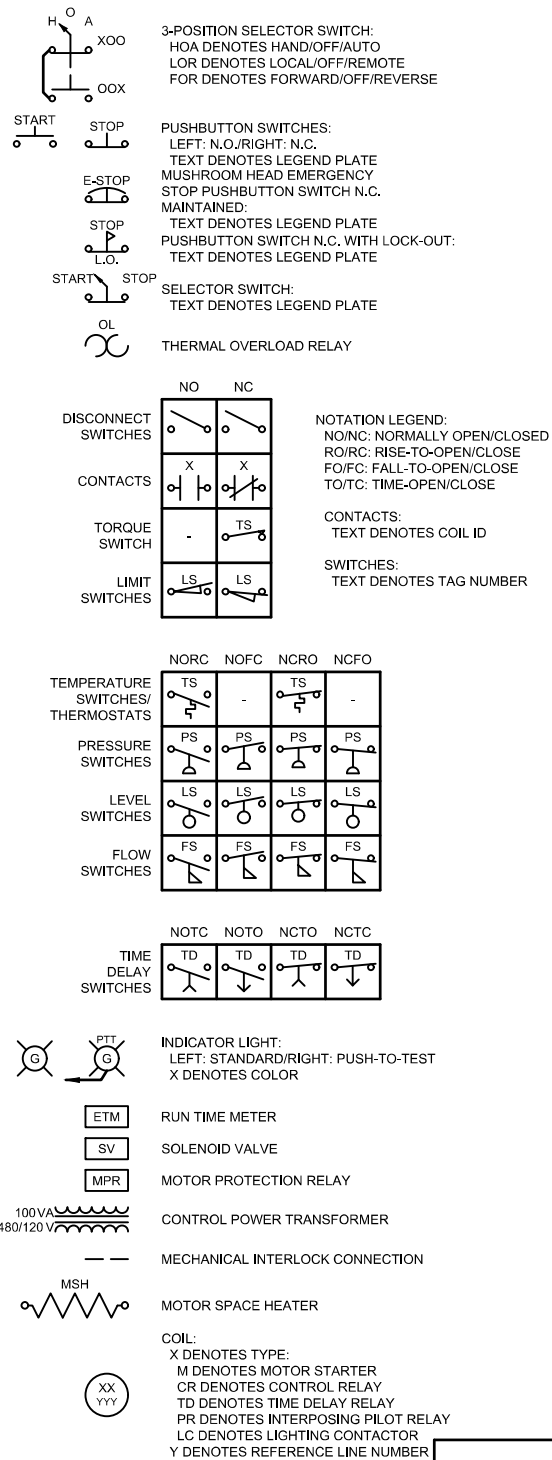 H O A
XOO
OOX
3-POSITION SELECTOR SWITCH:
HOA DENOTES HAND/OFF/AUTO
LOR DENOTES LOCAL/OFF/REMOTE
FOR DENOTES FORWARD/OFF/REVERSE
START STOP
PUSHBUTTON SWITCHES:
LEFT: N.O./RIGHT: N.C.
TEXT DENOTES LEGEND PLATE
E-STOP
MUSHROOM HEAD EMERGENCY
STOP PUSHBUTTON SWITCH N.C.
MAINTAINED:
TEXT DENOTES LEGEND PLATE
STOP
L.O.
PUSHBUTTON SWITCH N.C. WITH LOCK-OUT:
TEXT DENOTES LEGEND PLATE
START STOP
SELECTOR SWITCH:
TEXT DENOTES LEGEND PLATE
OL
THERMAL OVERLOAD RELAY
NO NC
DISCONNECT
SWITCHES
CONTACTS
X X
TORQUE
SWITCH
- TS
LIMIT
SWITCHES
LS LS
NOTATION LEGEND:
NO/NC: NORMALLY OPEN/CLOSED
RO/RC: RISE-TO-OPEN/CLOSE
FO/FC: FALL-TO-OPEN/CLOSE
TO/TC: TIME-OPEN/CLOSE
CONTACTS:
TEXT DENOTES COIL ID
SWITCHES:
TEXT DENOTES TAG NUMBER
NORC NOFC NCRO NCFO
TEMPERATURE
SWITCHES/
THERMOSTATS
TS - TS -
PRESSURE
SWITCHES
PS PS PS PS
LEVEL
SWITCHES
LS LS LS LS
FLOW
SWITCHES
FS FS FS FS
NOTC NOTO NCTO NCTC
TIME
DELAY
SWITCHES
TD TD TD TD
G
PTT
G
INDICATOR LIGHT:
LEFT: STANDARD/RIGHT: PUSH-TO-TEST
X DENOTES COLOR
ETM RUN TIME METER
SV SOLENOID VALVE
MPR MOTOR PROTECTION RELAY
100 VA
480/120 V
CONTROL POWER TRANSFORMER
MECHANICAL INTERLOCK CONNECTION
MSH
MOTOR SPACE HEATER
XX
YYY
COIL:
X DENOTES TYPE:
M DENOTES MOTOR STARTER
CR DENOTES CONTROL RELAY
TD DENOTES TIME DELAY RELAY
PR DENOTES INTERPOSING PILOT RELAY
LC DENOTES LIGHTING CONTACTOR
Y DENOTES REFERENCE LINE NUMBER